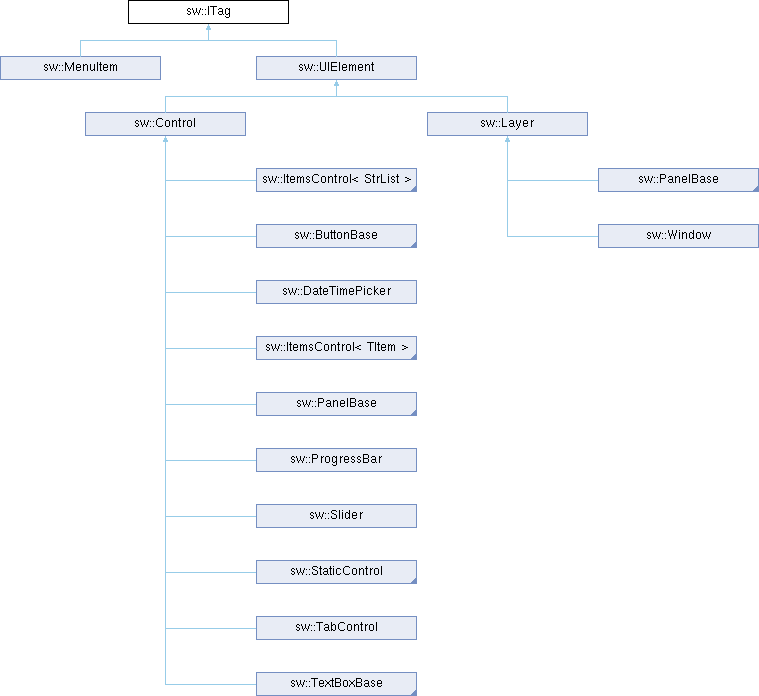 sw::ITag
sw::MenuItem
sw::UIElement
sw::Control
sw::Layer
sw::ItemsControl< StrList >
sw::PanelBase
sw::ButtonBase
sw::Window
sw::DateTimePicker
sw::ItemsControl< TItem >
sw::PanelBase
sw::ProgressBar
sw::Slider
sw::StaticControl
sw::TabControl
sw::TextBoxBase